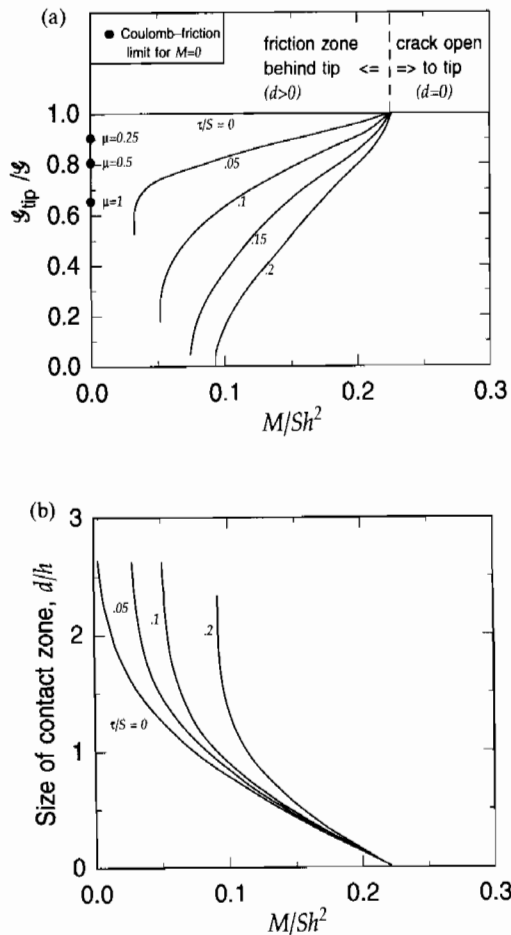 (a)
● Coulomb–friction
limit for M=0
friction zone
behind tip <=
(d>0)
crack open
=> to tip
(d=0)
1.0
0.8
0.6
0.4
0.2
0.0
𝒢tip /𝒢
μ=0.25
μ=0.5
μ=1
τ/S = 0
.05
.1
.15
.2
0.0
0.1
0.2
0.3
M/Sh²
(b)
3
2
1
0
Size of contact zone, d/h
.05
.1
.2
τ/S = 0
0.0
0.1
0.2
0.3
M/Sh²